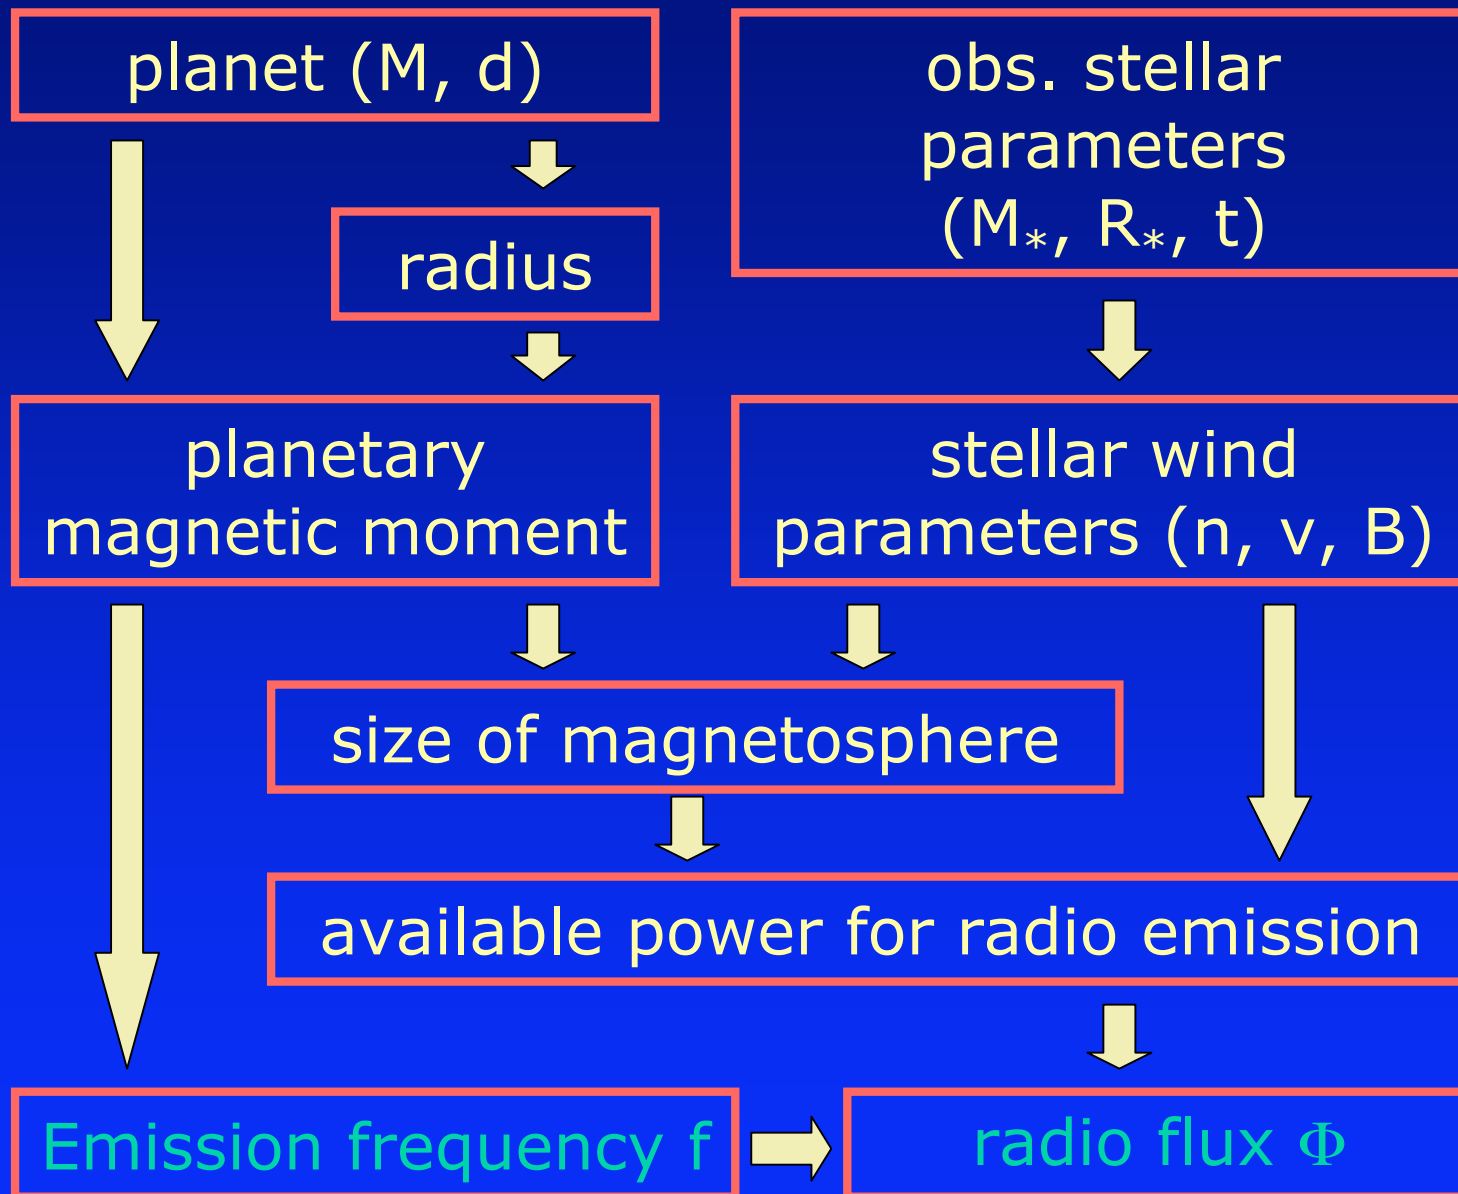 planet (M, d)
obs. stellar
parameters
(M*, R*, t)
radius
planetary
magnetic moment
stellar wind
parameters (n, v, B)
size of magnetosphere
available power for radio emission
Emission frequency f
radio flux Φ